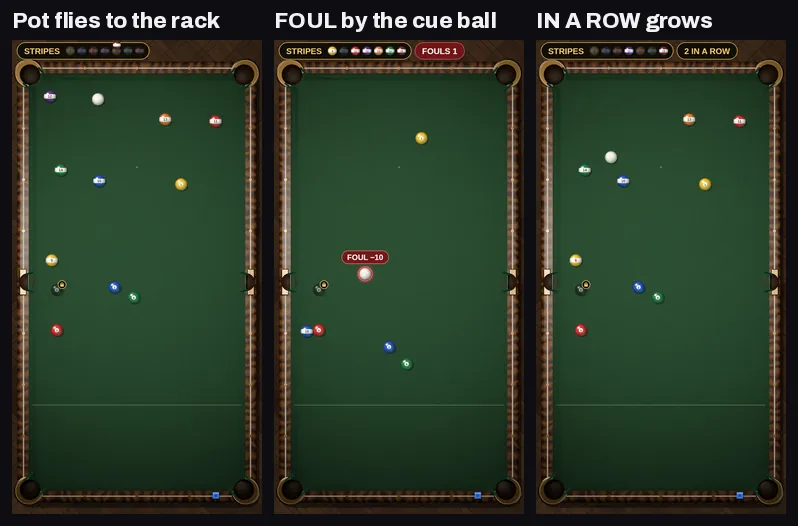 Pot flies to the rack
FOUL by the cue ball
IN A ROW grows
STRIPES
STRIPES
FOULS 1
STRIPES
2 IN A ROW
FOUL −10